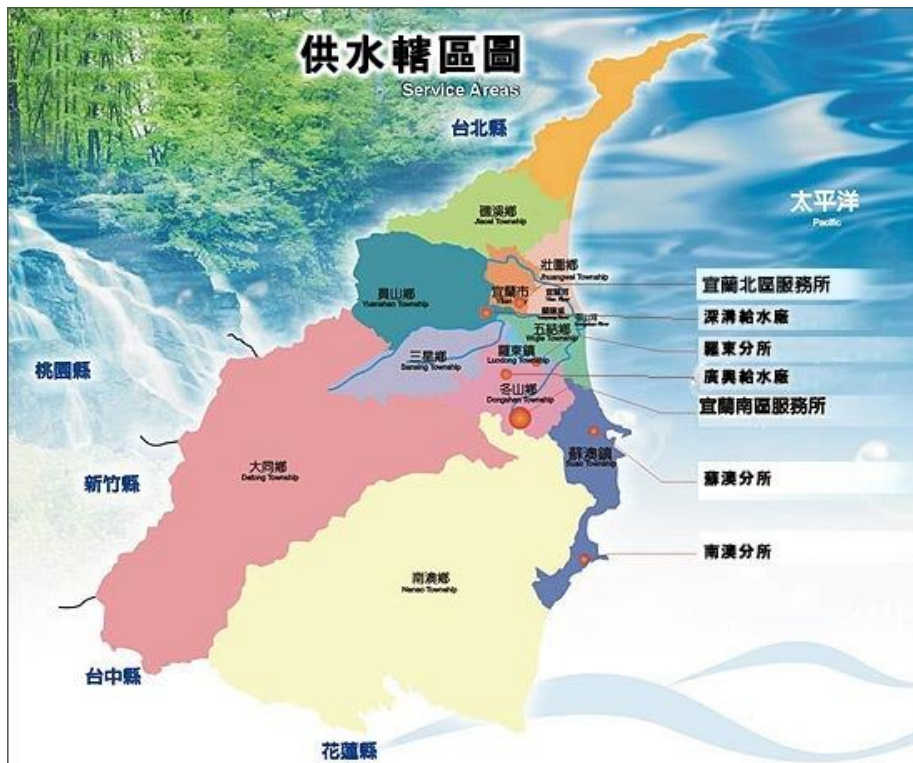 供水轄區圖
Service Areas
台北縣
礁溪鄉
Jiaoxi Township
太平洋
Pacific
壯圍鄉
Jhuangwei Township
員山鄉
Yuanshan Township
宜蘭市
宜蘭河
宜蘭北區服務所
深溝給水廠
五結鄉
Wujie Township
羅東鎮
Luodong Township
羅東分所
三星鄉
Sansing Township
桃園縣
廣興給水廠
冬山鄉
Dongshan Township
宜蘭南區服務所
大同鄉
Datong Township
蘇澳鎮
Suao Township
新竹縣
蘇澳分所
南澳分所
南澳鄉
Nanao Township
台中縣
花蓮縣